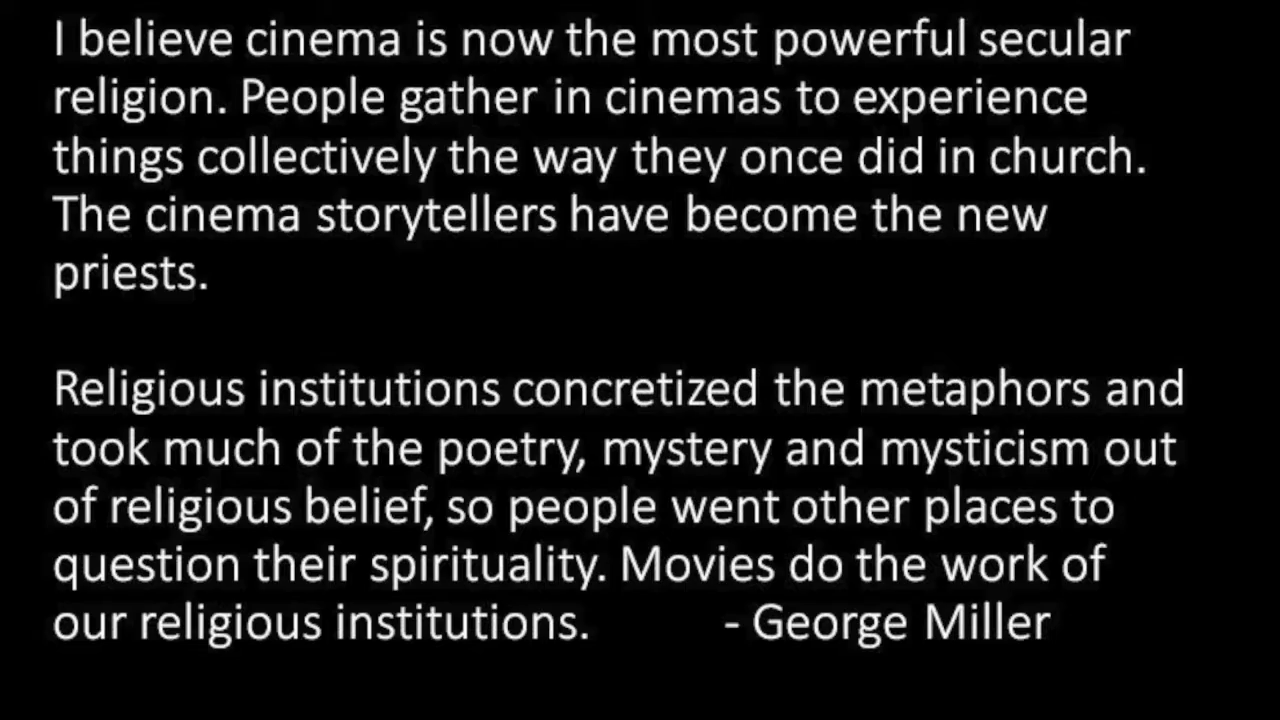 I believe cinema is now the most powerful secular
religion. People gather in cinemas to experience
things collectively the way they once did in church.
The cinema storytellers have become the new
priests.
Religious institutions concretized the metaphors and
took much of the poetry, mystery and mysticism out
of religious belief, so people went other places to
question their spirituality. Movies do the work of
our religious institutions. - George Miller